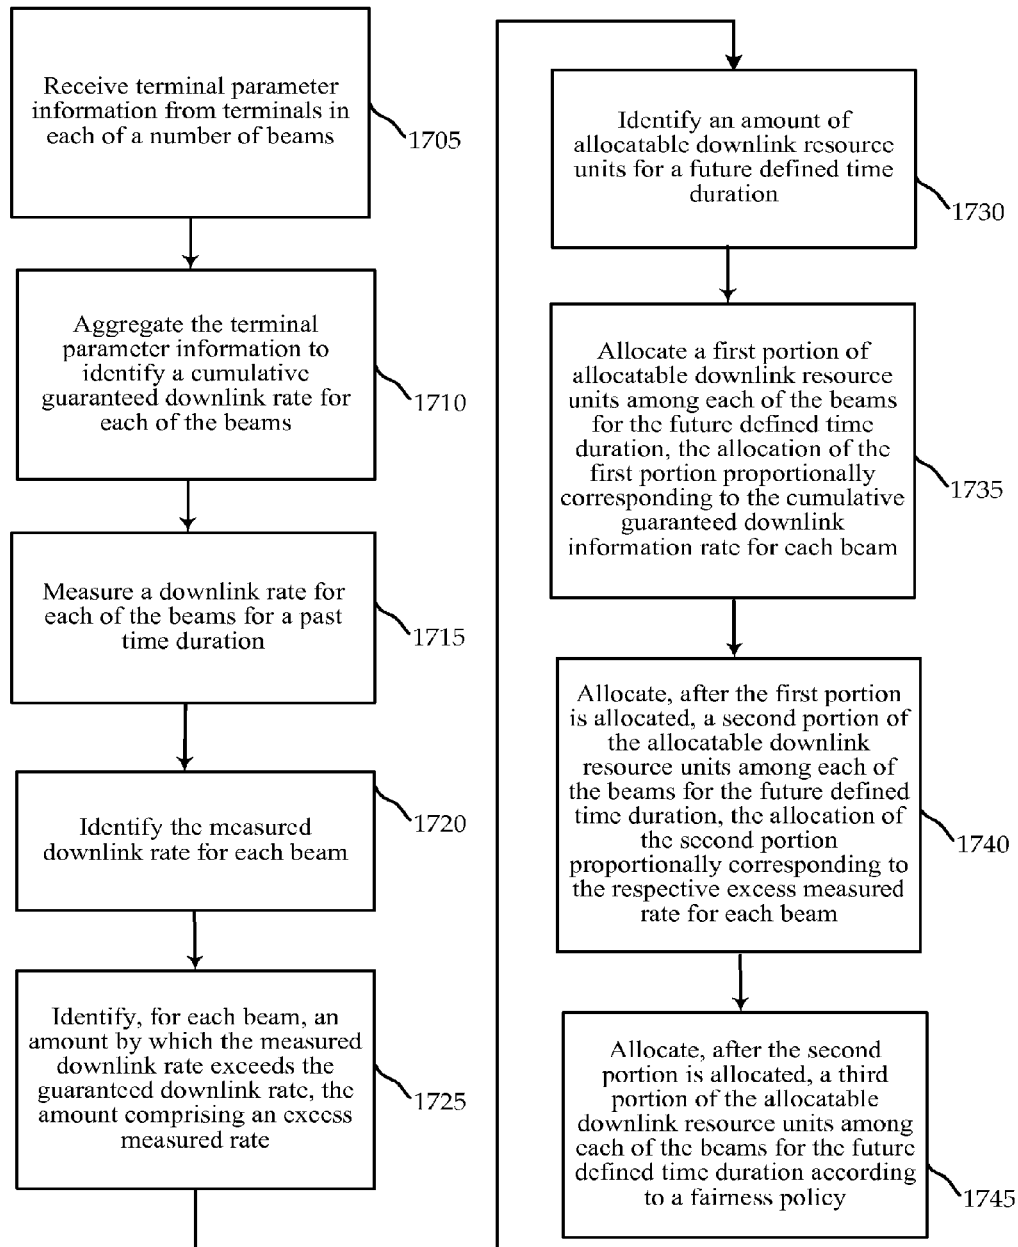 Receive terminal parameter
information from terminals in
each of a number of beams
1705
Aggregate the terminal
parameter information to
identify a cumulative
guaranteed downlink rate for
each of the beams
1710
Measure a downlink rate for
each of the beams for a past
time duration
1715
Identify the measured
downlink rate for each beam
1720
Identify, for each beam, an
amount by which the measured
downlink rate exceeds the
guaranteed downlink rate, the
amount comprising an excess
measured rate
1725
Identify an amount of
allocatable downlink resource
units for a future defined time
duration
1730
Allocate a first portion of
allocatable downlink resource
units among each of the beams
for the future defined time
duration, the allocation of the
first portion proportionally
corresponding to the cumulative
guaranteed downlink
information rate for each beam
1735
Allocate, after the first portion
is allocated, a second portion of
the allocatable downlink
resource units among each of
the beams for the future defined
time duration, the allocation of
the second portion
proportionally corresponding to
the respective excess measured
rate for each beam
1740
Allocate, after the second
portion is allocated, a third
portion of the allocatable
downlink resource units among
each of the beams for the future
defined time duration according
to a fairness policy
1745